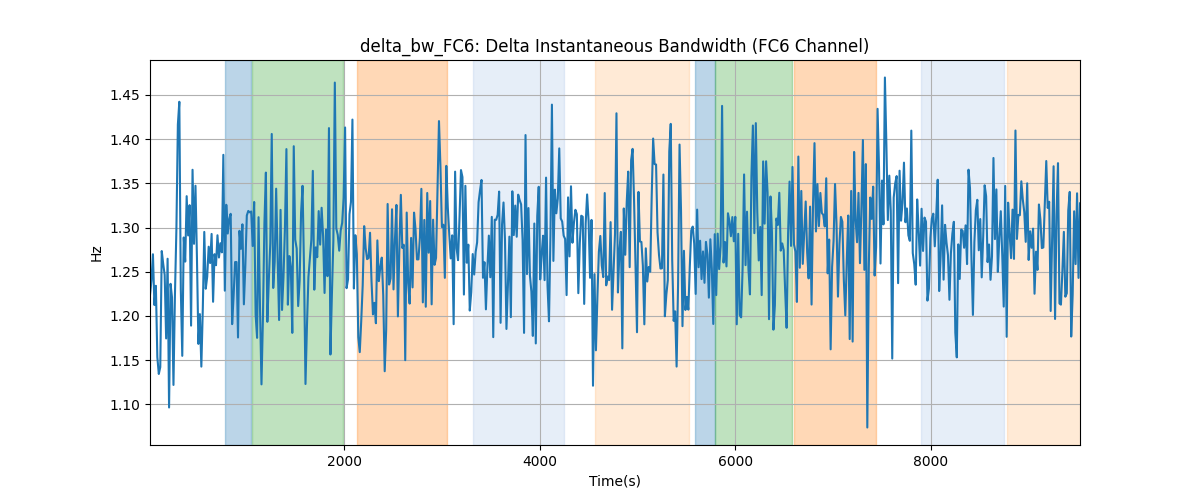 delta_bw_FC6: Delta Instantaneous Bandwidth (FC6 Channel)
1.45
1.40
1.35
1.30
1.25
1.20
1.15
1.10
Hz
2000 4000 6000 8000
Time(s)